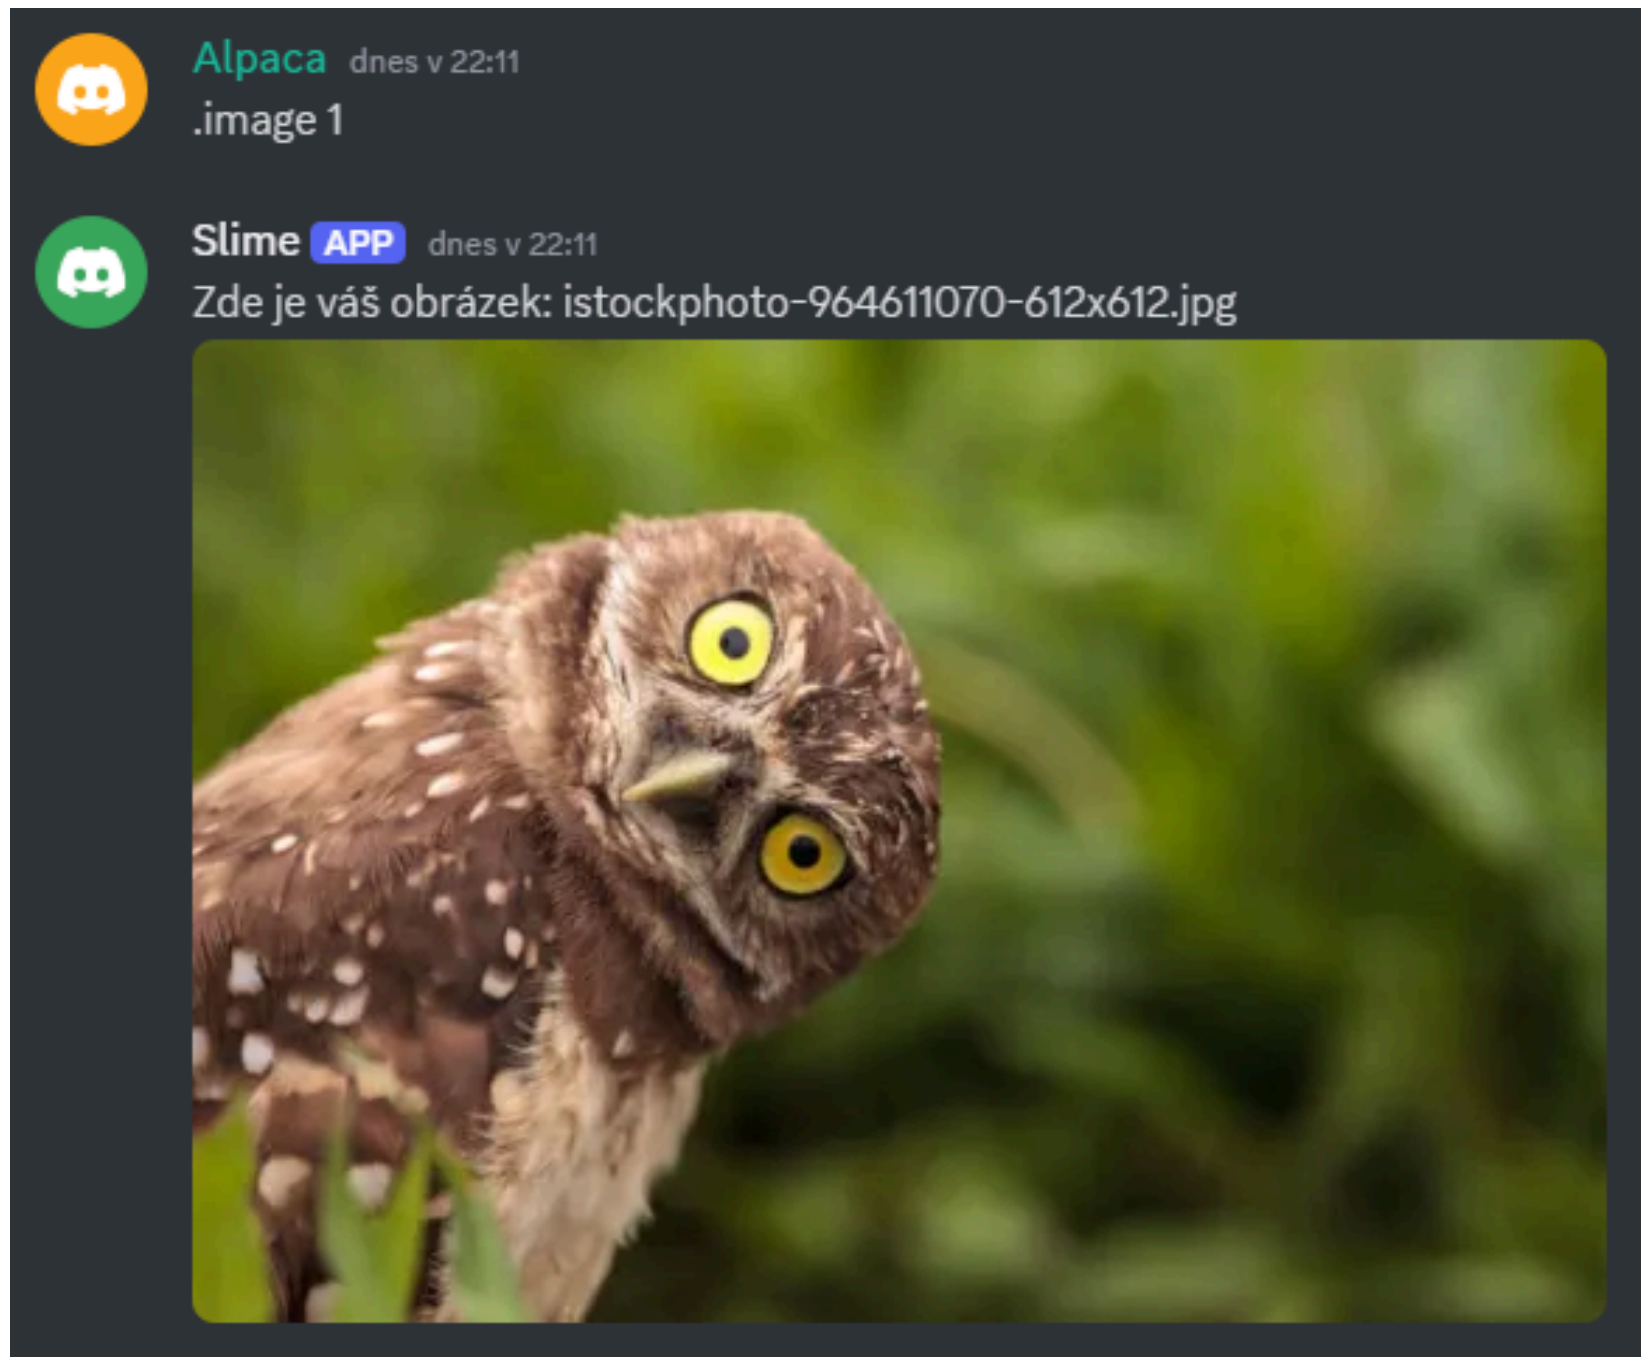 Alpaca dnes v 22:11
.image 1
Slime APP dnes v 22:11
Zde je váš obrázek: istockphoto-964611070-612x612.jpg